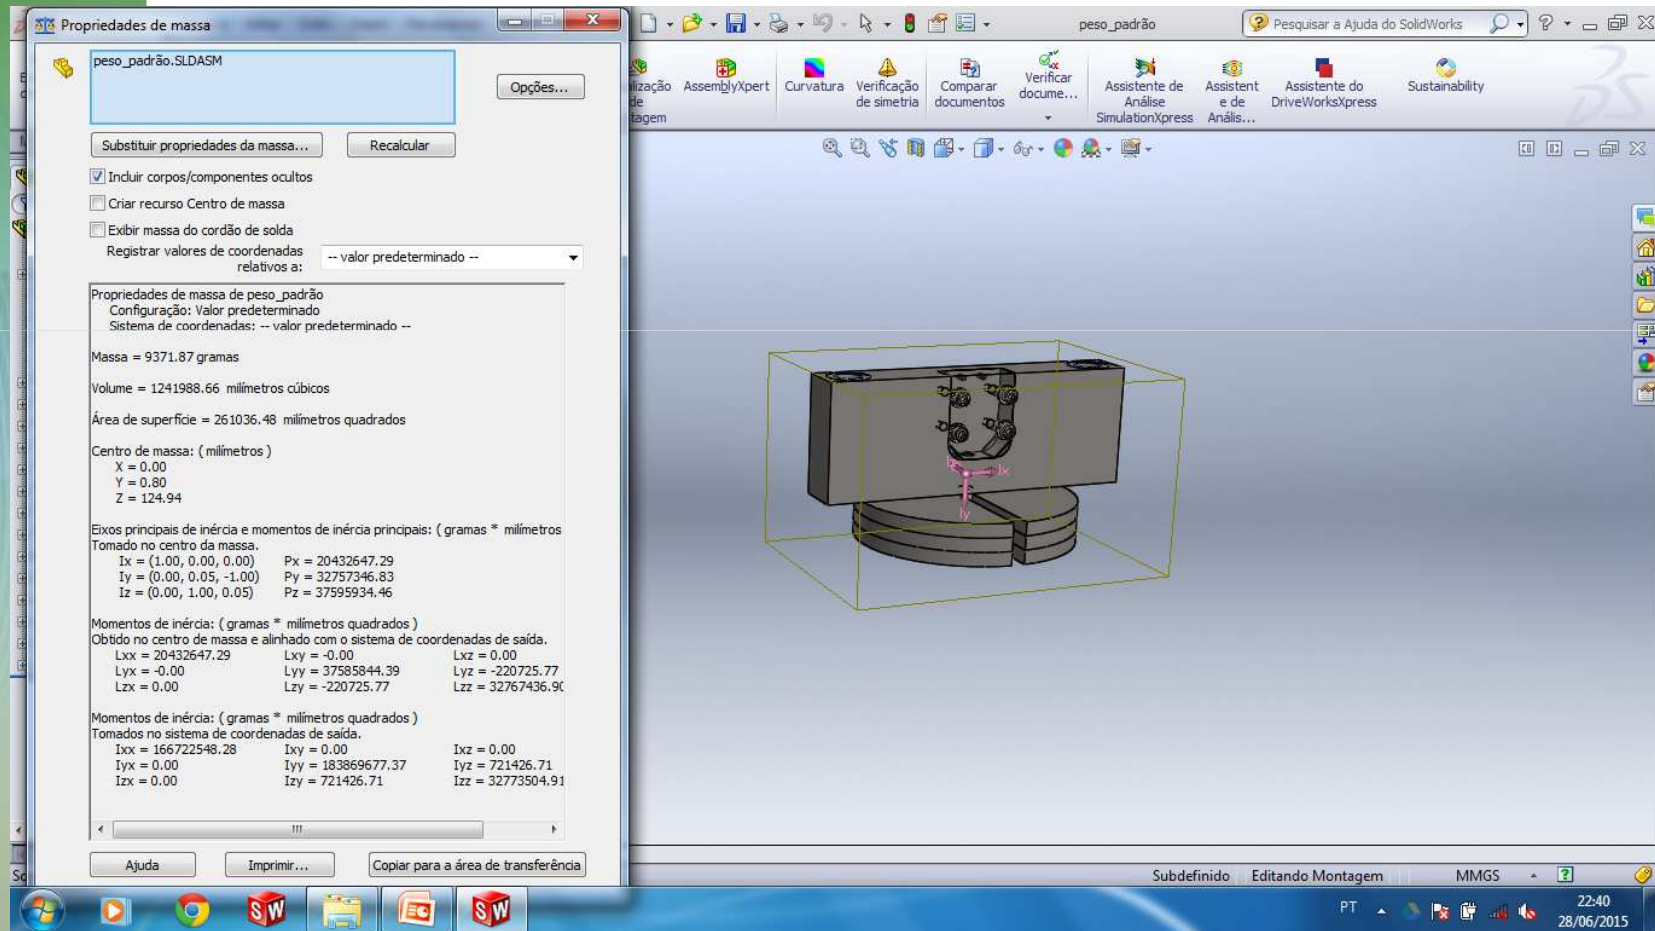 Propriedades de massa
peso_padrão
Pesquisar a Ajuda do SolidWorks
peso_padrão.SLDASM
Opções...
Substituir propriedades da massa...
Recalcular
Incluir corpos/componentes ocultos
Criar recurso Centro de massa
Exibir massa do cordão de solda
Registrar valores de coordenadas
relativos a:
-- valor predeterminado --
AssemblyXpert
Curvatura
Verificação
de simetria
Comparar
documentos
Verificar
docume...
Assistente de
Análise
SimulationXpress
Assistent
e de
Anális...
Assistente do
DriveWorksXpress
Sustainability
Propriedades de massa de peso_padrão
Configuração: Valor predeterminado
Sistema de coordenadas: -- valor predeterminado --
Massa = 9371.87 gramas
Volume = 1241988.66 milímetros cúbicos
Área de superfície = 261036.48 milímetros quadrados
Centro de massa: ( milímetros )
X = 0.00
Y = 0.80
Z = 124.94
Eixos principais de inércia e momentos de inércia principais: ( gramas * milímetros
Tomado no centro da massa.
Ix = (1.00, 0.00, 0.00) Px = 20432647.29
Iy = (0.00, 0.05, -1.00) Py = 32757346.83
Iz = (0.00, 1.00, 0.05) Pz = 37595934.46
Momentos de inércia: ( gramas * milímetros quadrados )
Obtido no centro de massa e alinhado com o sistema de coordenadas de saída.
Lxx = 20432647.29 Lxy = -0.00 Lxz = 0.00
Lyx = -0.00 Lyy = 37585844.39 Lyz = -220725.77
Lzx = 0.00 Lzy = -220725.77 Lzz = 32767436.90
Momentos de inércia: ( gramas * milímetros quadrados )
Tomados no sistema de coordenadas de saída.
Ixx = 166722548.28 Ixy = 0.00 Ixz = 0.00
Iyx = 0.00 Iyy = 183869677.37 Iyz = 721426.71
Izx = 0.00 Izy = 721426.71 Izz = 32773504.91
Ix
Iy
Ajuda
Imprimir...
Copiar para a área de transferência
Subdefinido
Editando Montagem
MMGS
PT
22:40
28/06/2015